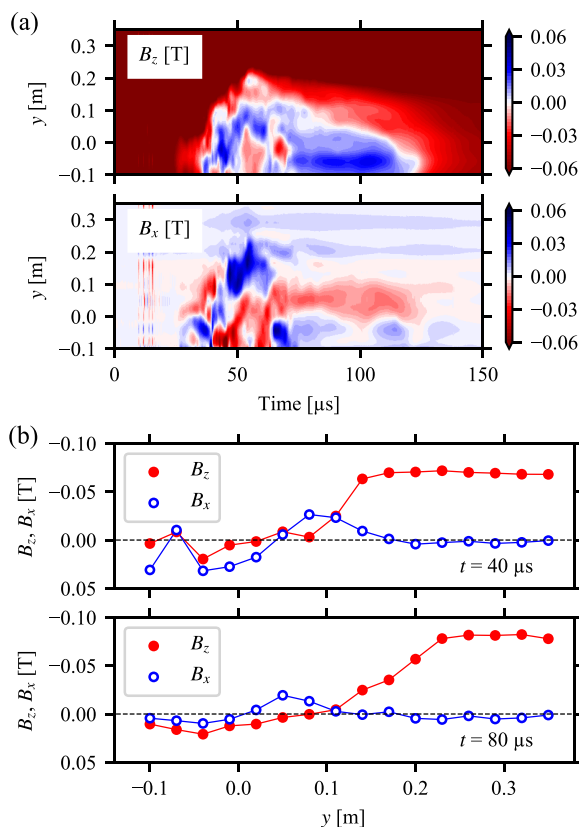 (a)
B_z [T]
y [m]
0.3
0.2
0.1
0.0
−0.1
0.06
0.03
0.00
−0.03
−0.06
B_x [T]
y [m]
0.3
0.2
0.1
0.0
−0.1
0.06
0.03
0.00
−0.03
−0.06
0 50 100 150
Time [µs]
(b)
B_z, B_x [T]
−0.10
−0.05
0.00
0.05
B_z
B_x
t = 40 µs
B_z, B_x [T]
−0.10
−0.05
0.00
0.05
B_z
B_x
t = 80 µs
−0.1 0.0 0.1 0.2 0.3
y [m]